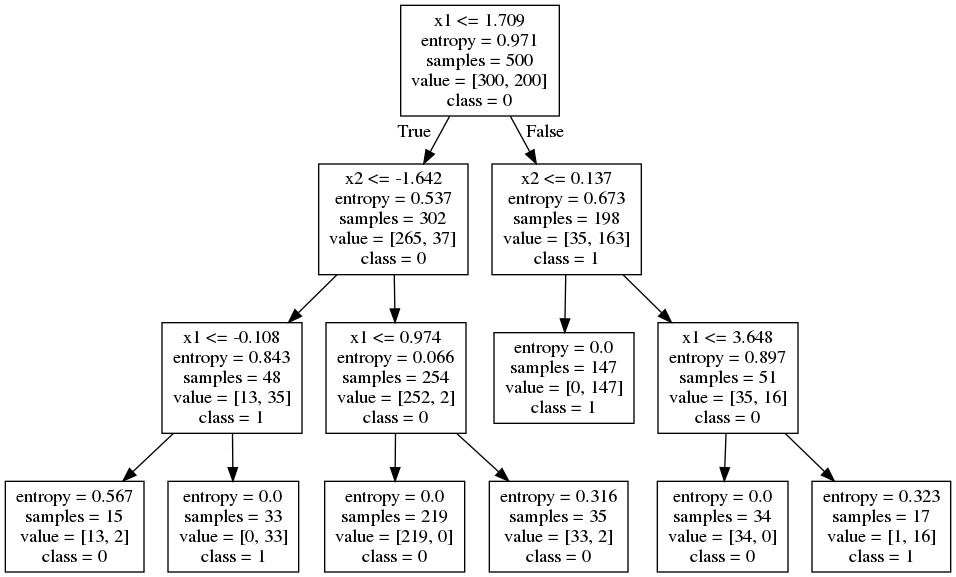 x1 <= 1.709
entropy = 0.971
samples = 500
value = [300, 200]
class = 0
True
False
x2 <= -1.642
entropy = 0.537
samples = 302
value = [265, 37]
class = 0
x2 <= 0.137
entropy = 0.673
samples = 198
value = [35, 163]
class = 1
x1 <= -0.108
entropy = 0.843
samples = 48
value = [13, 35]
class = 1
x1 <= 0.974
entropy = 0.066
samples = 254
value = [252, 2]
class = 0
entropy = 0.0
samples = 147
value = [0, 147]
class = 1
x1 <= 3.648
entropy = 0.897
samples = 51
value = [35, 16]
class = 0
entropy = 0.567
samples = 15
value = [13, 2]
class = 0
entropy = 0.0
samples = 33
value = [0, 33]
class = 1
entropy = 0.0
samples = 219
value = [219, 0]
class = 0
entropy = 0.316
samples = 35
value = [33, 2]
class = 0
entropy = 0.0
samples = 34
value = [34, 0]
class = 0
entropy = 0.323
samples = 17
value = [1, 16]
class = 1